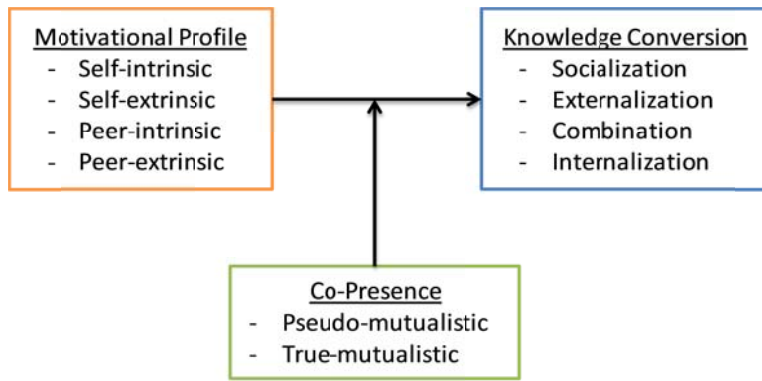 Motivational Profile
- Self-intrinsic
- Self-extrinsic
- Peer-intrinsic
- Peer-extrinsic
Knowledge Conversion
- Socialization
- Externalization
- Combination
- Internalization
Co-Presence
- Pseudo-mutualistic
- True-mutualistic